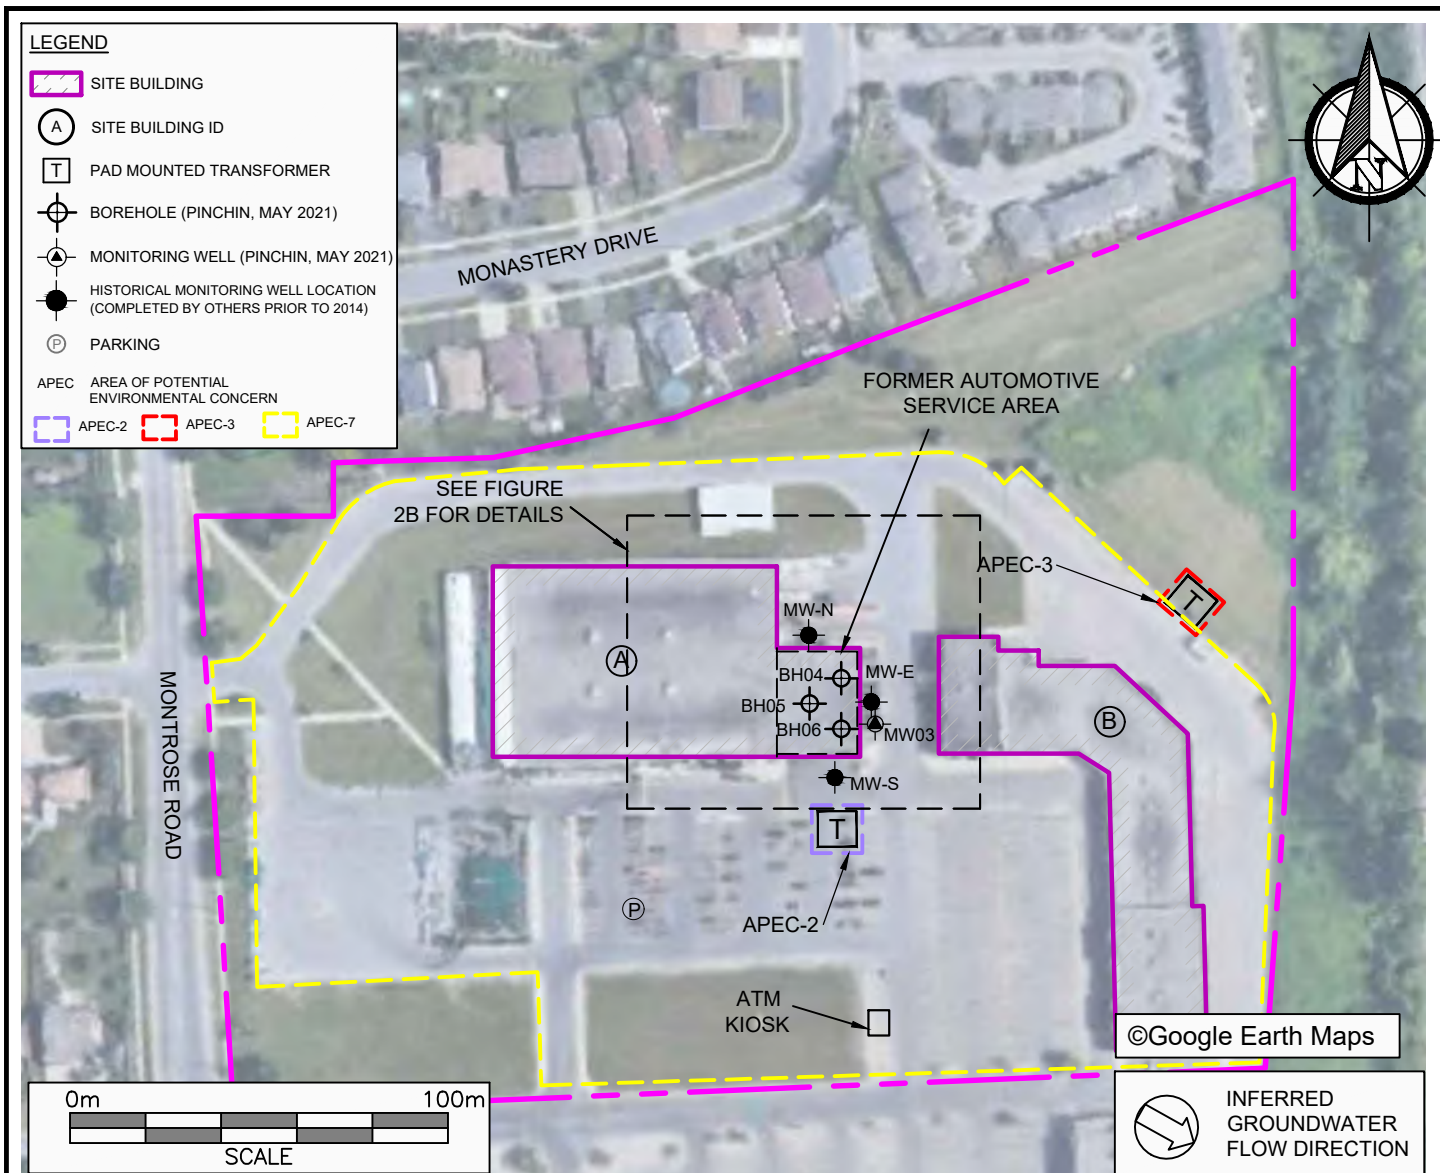 LEGEND
SITE BUILDING
A SITE BUILDING ID
T PAD MOUNTED TRANSFORMER
BOREHOLE (PINCHIN, MAY 2021)
MONITORING WELL (PINCHIN, MAY 2021)
HISTORICAL MONITORING WELL LOCATION
(COMPLETED BY OTHERS PRIOR TO 2014)
P PARKING
APEC AREA OF POTENTIAL
ENVIRONMENTAL CONCERN
APEC-2 APEC-3 APEC-7
N
MONASTERY DRIVE
FORMER AUTOMOTIVE
SERVICE AREA
SEE FIGURE
2B FOR DETAILS
APEC-3
T
MW-N
A
BH04
MW-E
BH05
BH06
MW03
B
MW-S
MONTROSE ROAD
T
P
APEC-2
ATM
KIOSK
©Google Earth Maps
0m 100m
SCALE
INFERRED
GROUNDWATER
FLOW DIRECTION